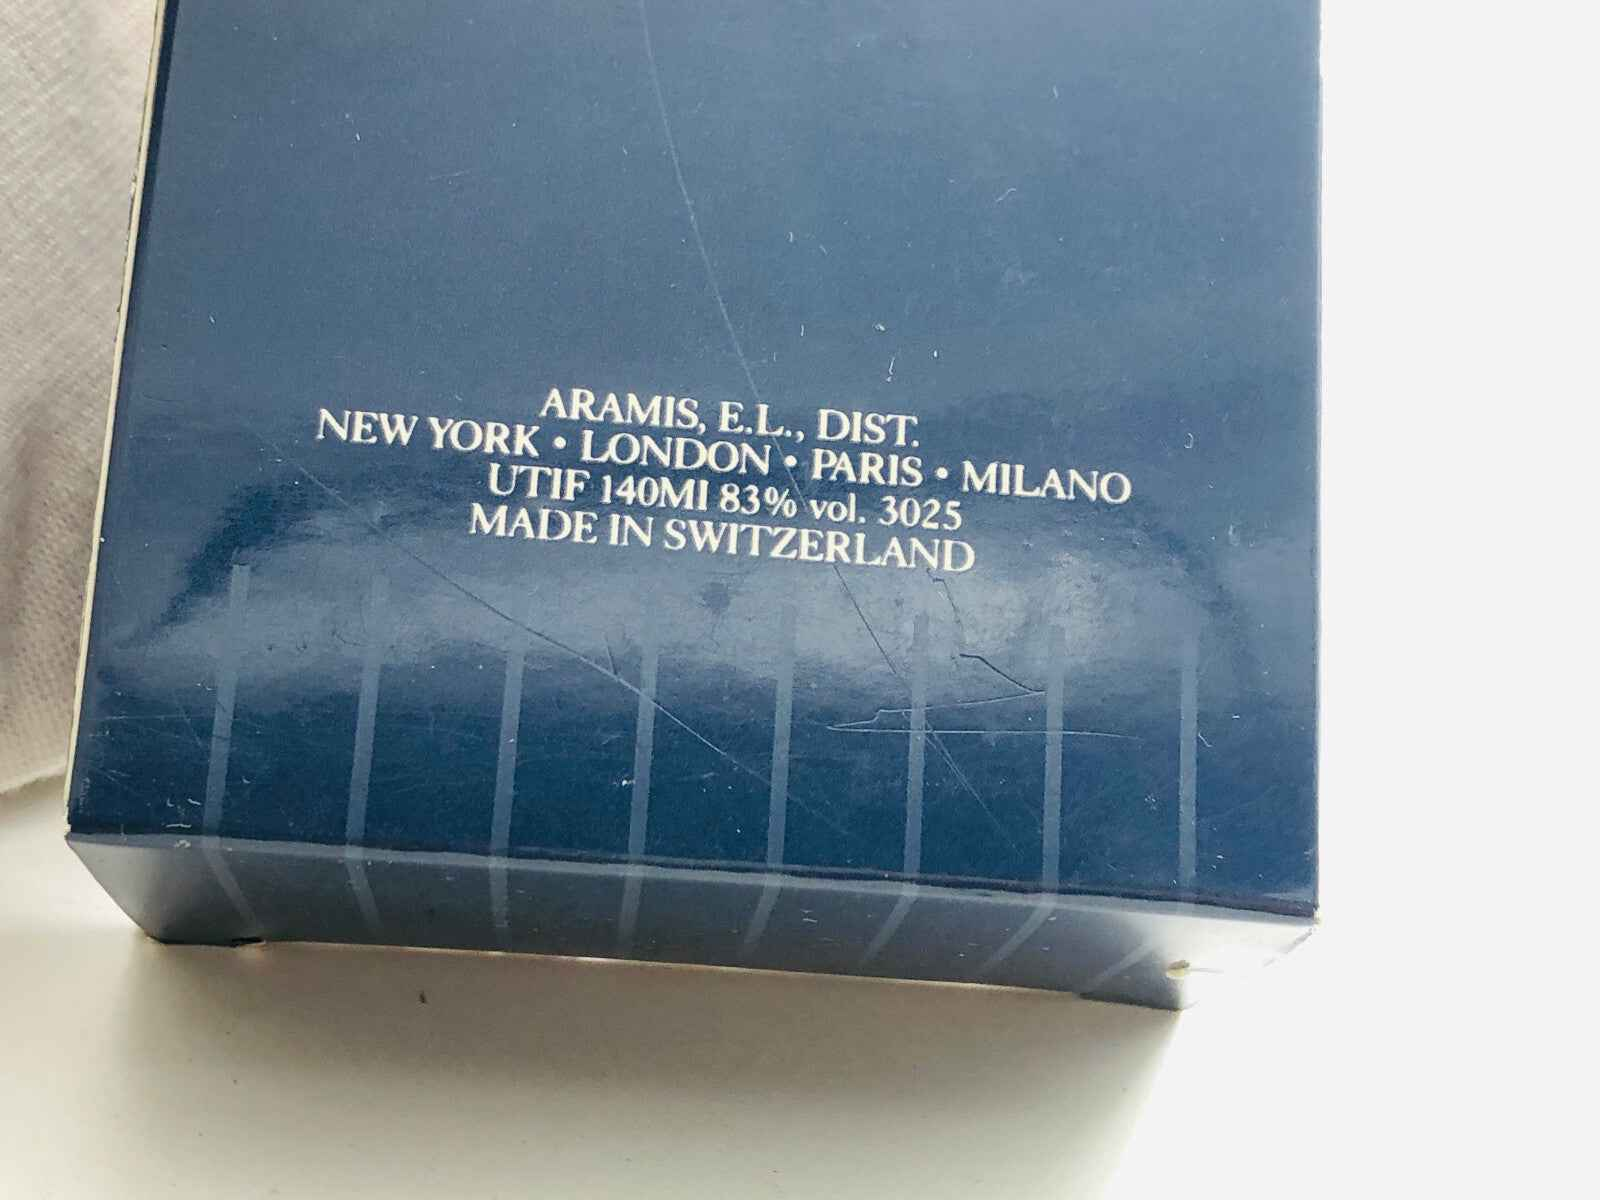 ARAMIS, E.L., DIST.
NEW YORK • LONDON • PARIS • MILANO
UTIF 140MI 83% vol. 3025
MADE IN SWITZERLAND